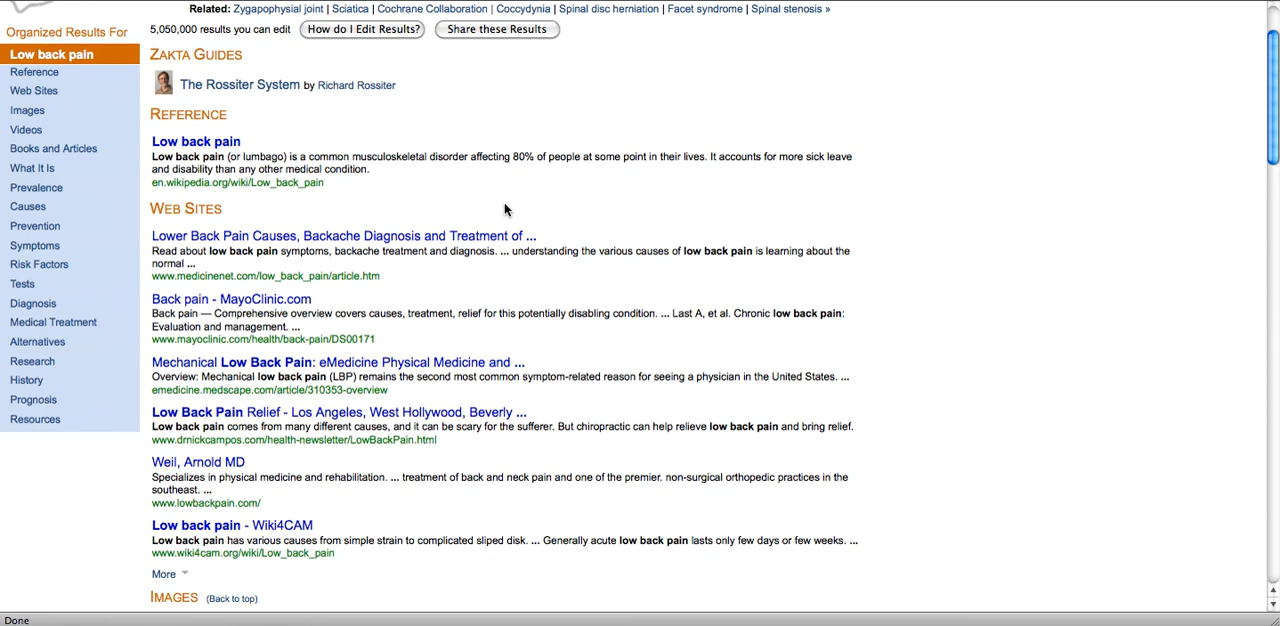 Related: Zygapophysial joint | Sciatica | Cochrane Collaboration | Coccydynia | Spinal disc herniation | Facet syndrome | Spinal stenosis »
Organized Results For
5,050,000 results you can edit
How do I Edit Results?
Share these Results
Low back pain
Reference
Web Sites
Images
Videos
Books and Articles
What It Is
Prevalence
Causes
Prevention
Symptoms
Risk Factors
Tests
Diagnosis
Medical Treatment
Alternatives
Research
History
Prognosis
Resources
ZAKTA GUIDES
The Rossiter System by Richard Rossiter
REFERENCE
Low back pain
Low back pain (or lumbago) is a common musculoskeletal disorder affecting 80% of people at some point in their lives. It accounts for more sick leave
and disability than any other medical condition.
en.wikipedia.org/wiki/Low_back_pain
WEB SITES
Lower Back Pain Causes, Backache Diagnosis and Treatment of ...
Read about low back pain symptoms, backache treatment and diagnosis. ... understanding the various causes of low back pain is learning about the
normal ...
www.medicinenet.com/low_back_pain/article.htm
Back pain - MayoClinic.com
Back pain — Comprehensive overview covers causes, treatment, relief for this potentially disabling condition. ... Last A, et al. Chronic low back pain:
Evaluation and management. ...
www.mayoclinic.com/health/back-pain/DS00171
Mechanical Low Back Pain: eMedicine Physical Medicine and ...
Overview: Mechanical low back pain (LBP) remains the second most common symptom-related reason for seeing a physician in the United States. ...
emedicine.medscape.com/article/310353-overview
Low Back Pain Relief - Los Angeles, West Hollywood, Beverly ...
Low back pain comes from many different causes, and it can be scary for the sufferer. But chiropractic can help relieve low back pain and bring relief.
www.drnickcampos.com/health-newsletter/LowBackPain.html
Weil, Arnold MD
Specializes in physical medicine and rehabilitation. ... treatment of back and neck pain and one of the premier. non-surgical orthopedic practices in the
southeast. ...
www.lowbackpain.com/
Low back pain - Wiki4CAM
Low back pain has various causes from simple strain to complicated sliped disk. ... Generally acute low back pain lasts only few days or few weeks. ...
www.wiki4cam.org/wiki/Low_back_pain
More
IMAGES (Back to top)
Done